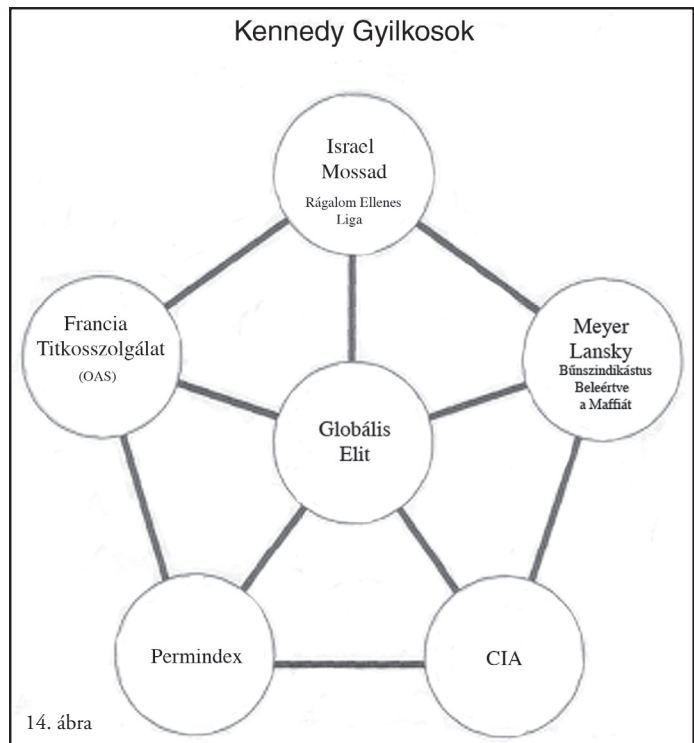 Kennedy Gyilkosok
Israel
Mossad
Rágalom Ellenes
Liga
Francia
Titkosszolgálat
(OAS)
Meyer
Lansky
Bűnszindikástus
Beleértve
a Maffiát
Globális
Elit
Permindex
CIA
14. ábra